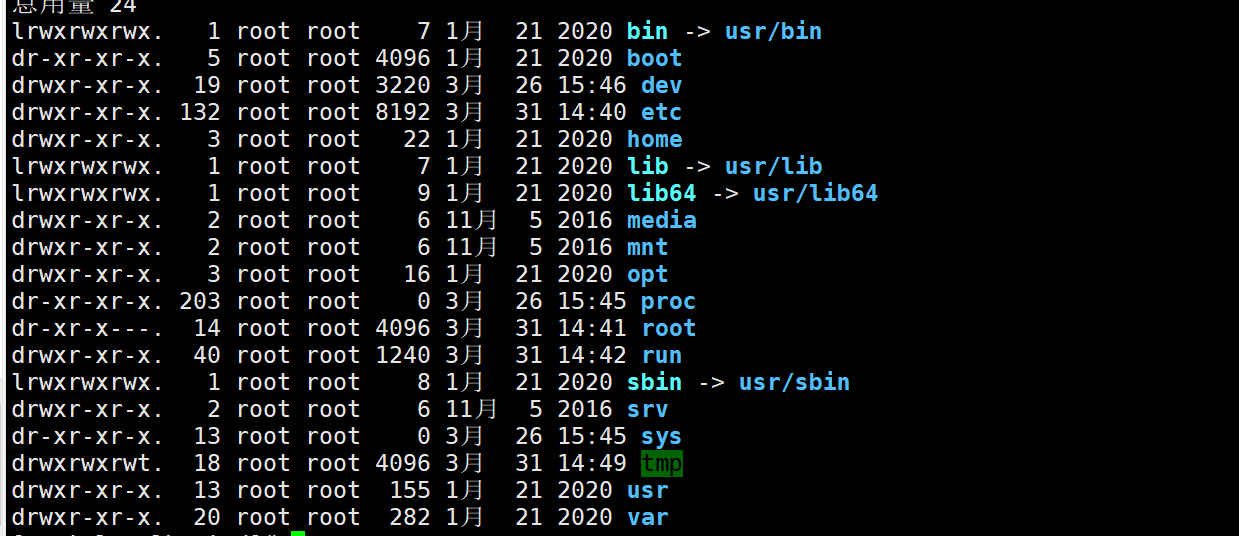 总用量 24
lrwxrwxrwx.   1 root root    7 1月  21 2020 bin -> usr/bin
dr-xr-xr-x.   5 root root 4096 1月  21 2020 boot
drwxr-xr-x.  19 root root 3220 3月  26 15:46 dev
drwxr-xr-x. 132 root root 8192 3月  31 14:40 etc
drwxr-xr-x.   3 root root   22 1月  21 2020 home
lrwxrwxrwx.   1 root root    7 1月  21 2020 lib -> usr/lib
lrwxrwxrwx.   1 root root    9 1月  21 2020 lib64 -> usr/lib64
drwxr-xr-x.   2 root root    6 11月  5 2016 media
drwxr-xr-x.   2 root root    6 11月  5 2016 mnt
drwxr-xr-x.   3 root root   16 1月  21 2020 opt
dr-xr-xr-x. 203 root root    0 3月  26 15:45 proc
dr-xr-x---.  14 root root 4096 3月  31 14:41 root
drwxr-xr-x.  40 root root 1240 3月  31 14:42 run
lrwxrwxrwx.   1 root root    8 1月  21 2020 sbin -> usr/sbin
drwxr-xr-x.   2 root root    6 11月  5 2016 srv
dr-xr-xr-x.  13 root root    0 3月  26 15:45 sys
drwxrwxrwt.  18 root root 4096 3月  31 14:49 tmp
drwxr-xr-x.  13 root root  155 1月  21 2020 usr
drwxr-xr-x.  20 root root  282 1月  21 2020 var